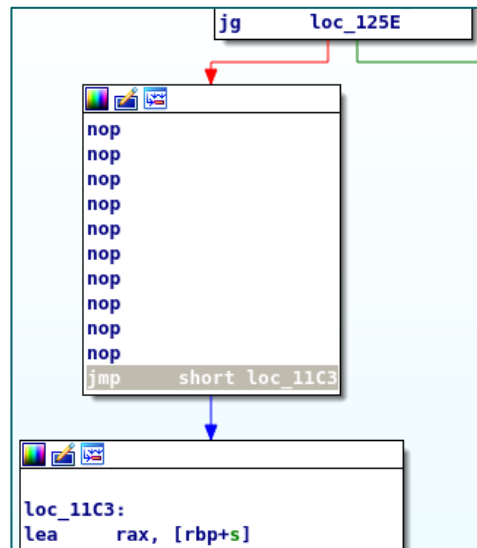 jg      loc_125E
nop
nop
nop
nop
nop
nop
nop
nop
nop
nop
jmp     short loc_11C3
loc_11C3:
lea     rax, [rbp+s]